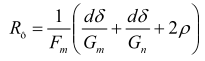 R_δ = \frac{1}{F_m} \left( \frac{dδ}{G_m} + \frac{dδ}{G_n} + 2ρ \right)